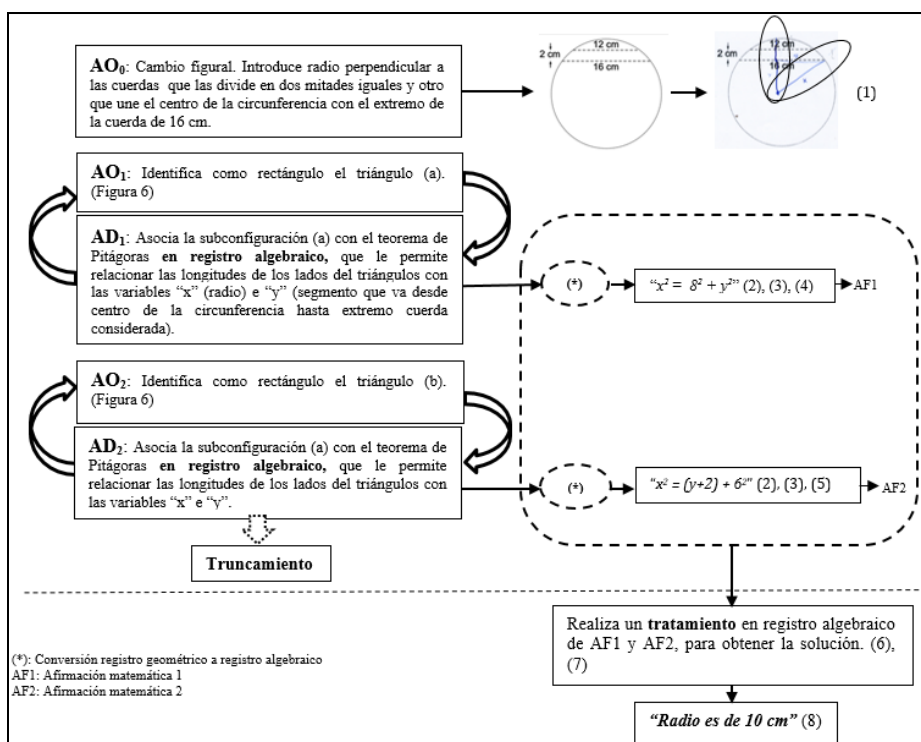 AO₀: Cambio figural. Introduce radio perpendicular a
las cuerdas que las divide en dos mitades iguales y otro
que une el centro de la circunferencia con el extremo de
la cuerda de 16 cm.
2 cm
12 cm
16 cm
2 cm
12 cm
16 cm
(1)
AO₁: Identifica como rectángulo el triángulo (a).
(Figura 6)
AD₁: Asocia la subconfiguración (a) con el teorema de
Pitágoras en registro algebraico, que le permite
relacionar las longitudes de los lados del triángulos con
las variables “x” (radio) e “y” (segmento que va desde
centro de la circunferencia hasta extremo cuerda
considerada).
(*)
“x² = 8² + y²” (2), (3), (4)
AF1
AO₂: Identifica como rectángulo el triángulo (b).
(Figura 6)
AD₂: Asocia la subconfiguración (a) con el teorema de
Pitágoras en registro algebraico, que le permite
relacionar las longitudes de los lados del triángulos con
las variables “x” e “y”.
(*)
“x² = (y+2) + 6²” (2), (3), (5)
AF2
Truncamiento
Realiza un tratamiento en registro algebraico
de AF1 y AF2, para obtener la solución. (6),
(7)
(*): Conversión registro geométrico a registro algebraico
AF1: Afirmación matemática 1
AF2: Afirmación matemática 2
“Radio es de 10 cm” (8)